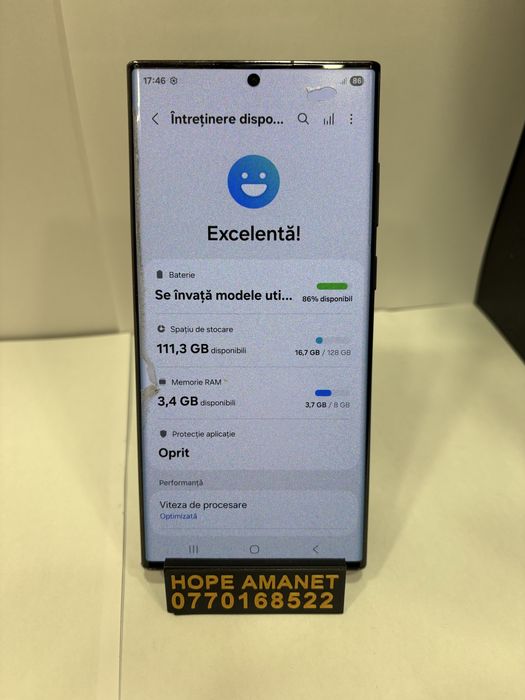 17:46 86
Întreținere dispo...
Excelentă!
Baterie
Se învață modele uti... 86% disponibil
Spațiu de stocare
111,3 GB disponibili 16,7 GB / 128 GB
Memorie RAM
3,4 GB disponibili 3,7 GB / 8 GB
Protecție aplicație
Oprit
Performanță
Viteza de procesare
Optimizată
HOPE AMANET
0770168522